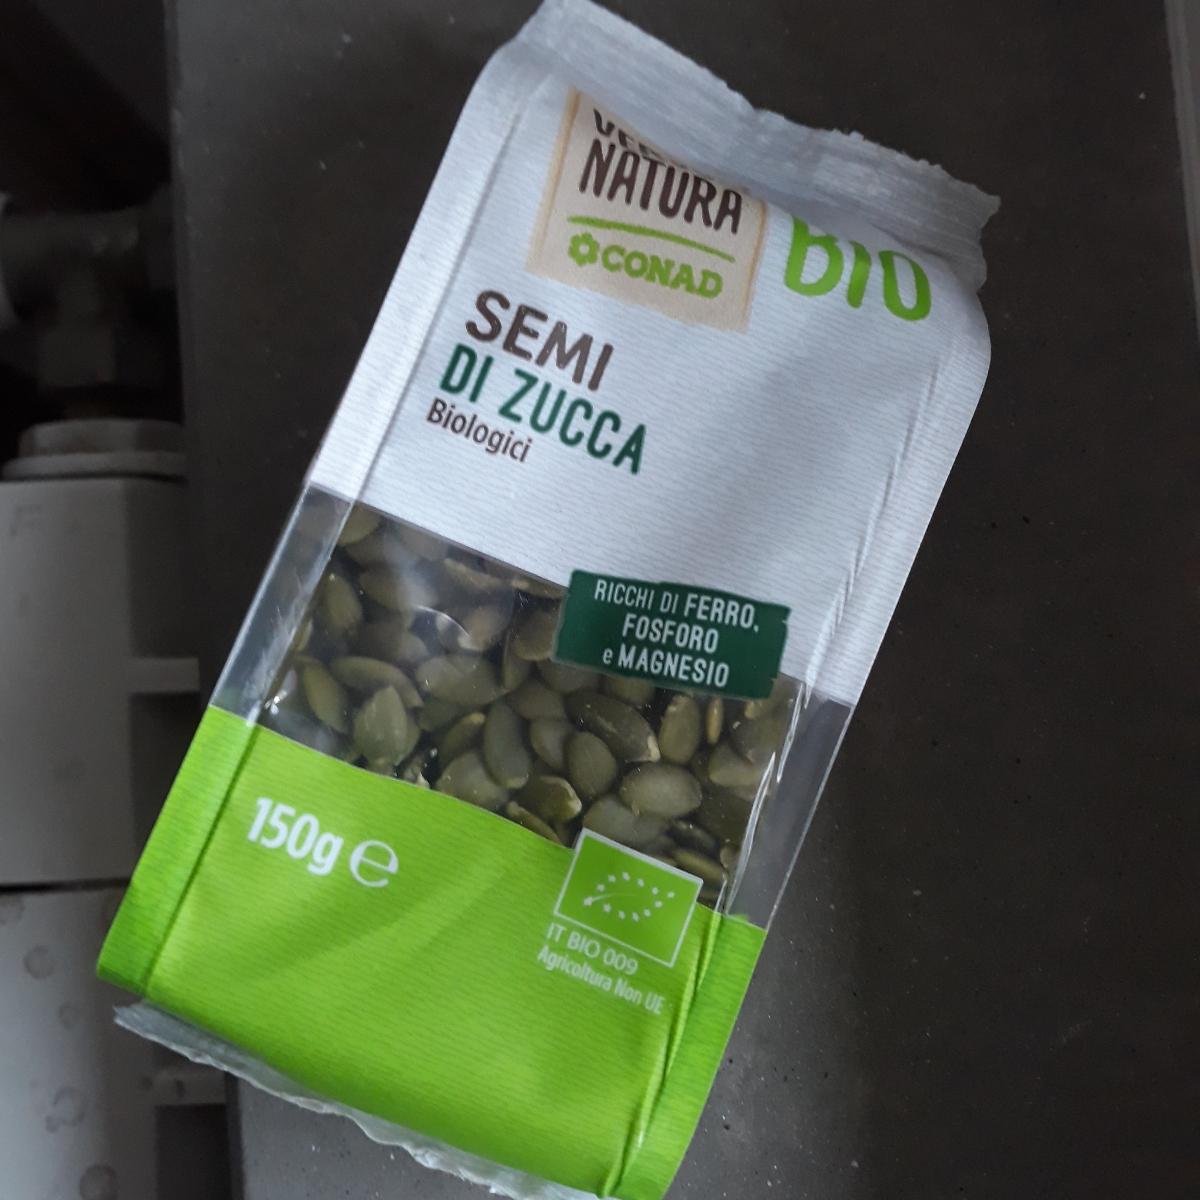 NATURA
CONAD
BIO
SEMI
DI ZUCCA
Biologici
RICCHI DI FERRO,
FOSFORO
e MAGNESIO
150g ℮
IT BIO 009
Agricoltura Non UE